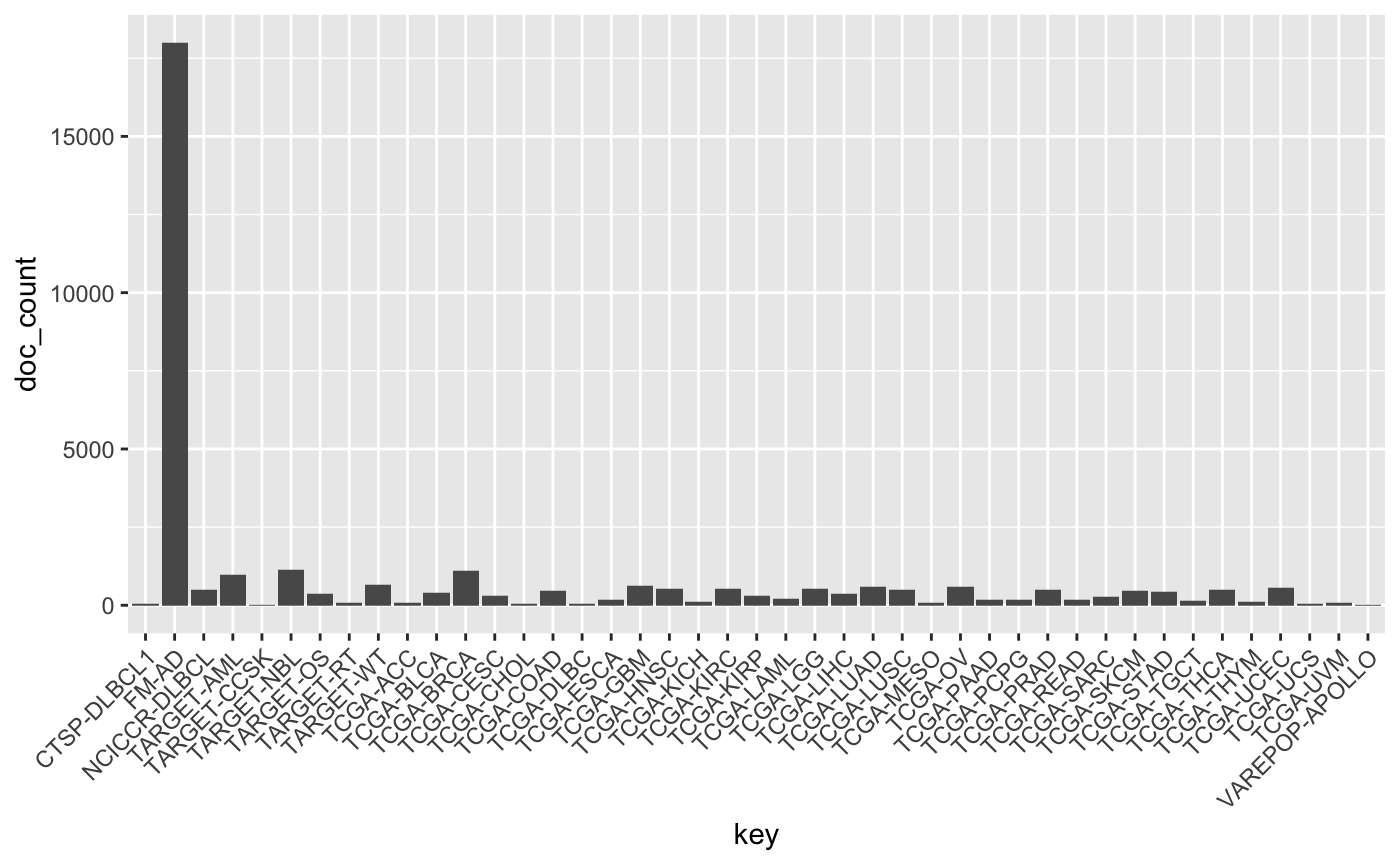 15000
10000
5000
0
doc_count
CTSP-DLBCL1
FM-AD
NCICCR-DLBCL
TARGET-AML
TARGET-CCSK
TARGET-NBL
TARGET-OS
TARGET-RT
TARGET-WT
TCGA-ACC
TCGA-BLCA
TCGA-BRCA
TCGA-CESC
TCGA-CHOL
TCGA-COAD
TCGA-DLBC
TCGA-ESCA
TCGA-GBM
TCGA-HNSC
TCGA-KICH
TCGA-KIRC
TCGA-KIRP
TCGA-LAML
TCGA-LGG
TCGA-LIHC
TCGA-LUAD
TCGA-LUSC
TCGA-MESO
TCGA-OV
TCGA-PAAD
TCGA-PCPG
TCGA-PRAD
TCGA-READ
TCGA-SARC
TCGA-SKCM
TCGA-STAD
TCGA-TGCT
TCGA-THCA
TCGA-THYM
TCGA-UCEC
TCGA-UCS
TCGA-UVM
VAREPOP-APOLLO
key